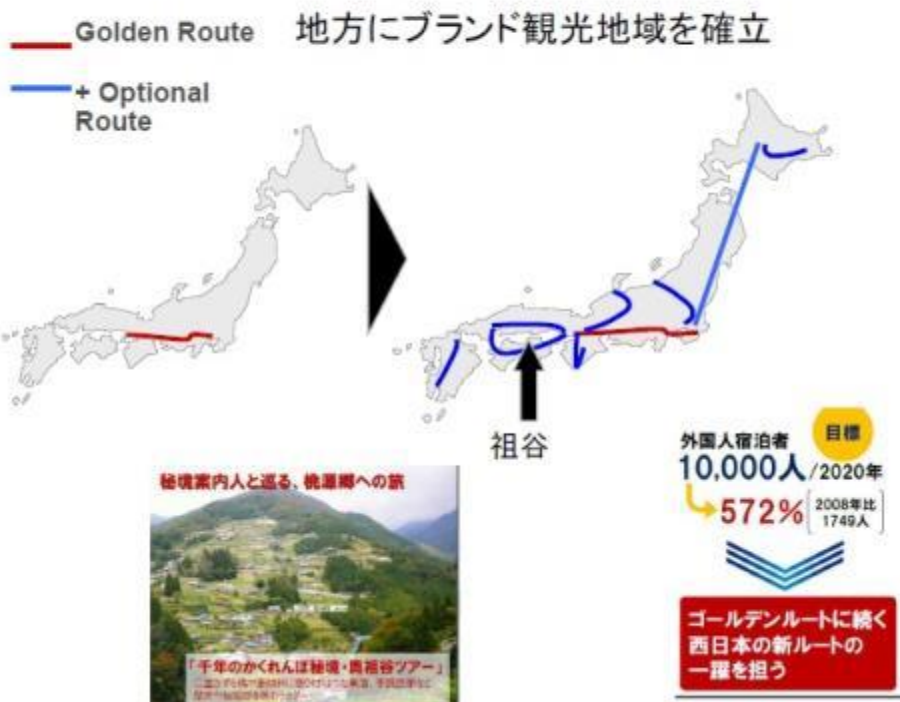 Golden Route
地方にブランド観光地域を確立
+ Optional
Route
祖谷
秘境案内人と巡る、桃源郷への旅
「千年のかくれんぼ秘境・奥祖谷ツアー」
外国人宿泊者
目標
10,000人/2020年
572%
2008年比
1749人
ゴールデンルートに続く
西日本の新ルートの
一躍を担う